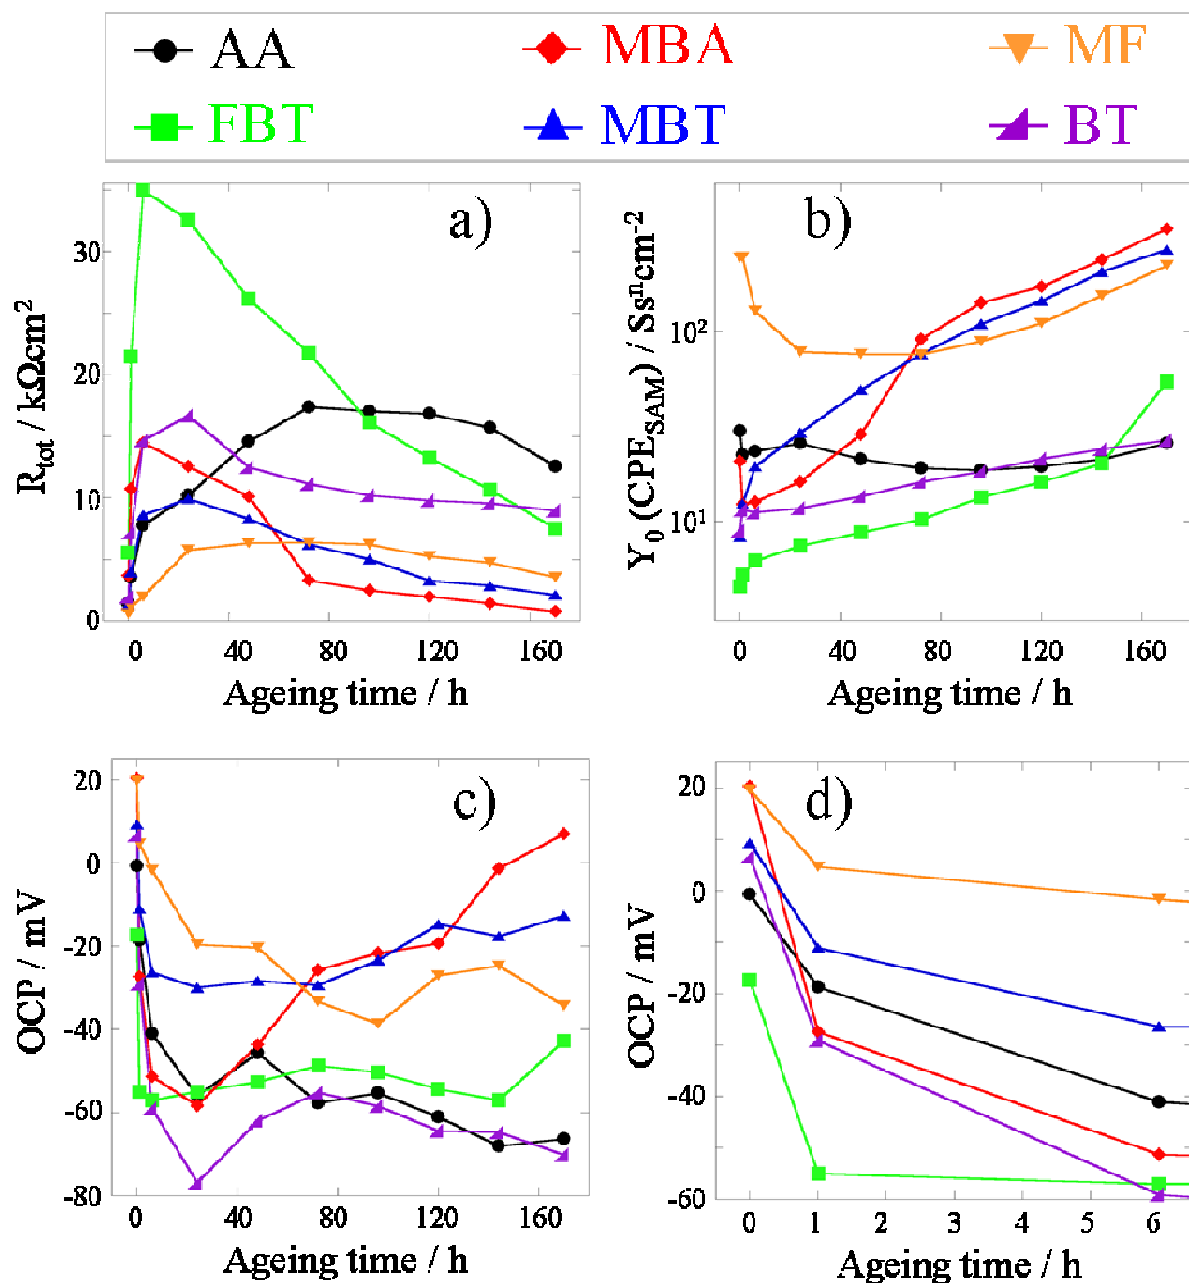 AA MBA MF
FBT MBT BT
a)
30
20
10
0
R_tot / kΩcm²
0 40 80 120 160
Ageing time / h
b)
10²
10¹
Y₀ (CPE_SAM) / Ssⁿcm⁻²
0 40 80 120 160
Ageing time / h
c)
20
0
-20
-40
-60
-80
OCP / mV
0 40 80 120 160
Ageing time / h
d)
20
0
-20
-40
-60
OCP / mV
0 1 2 3 4 5 6
Ageing time / h